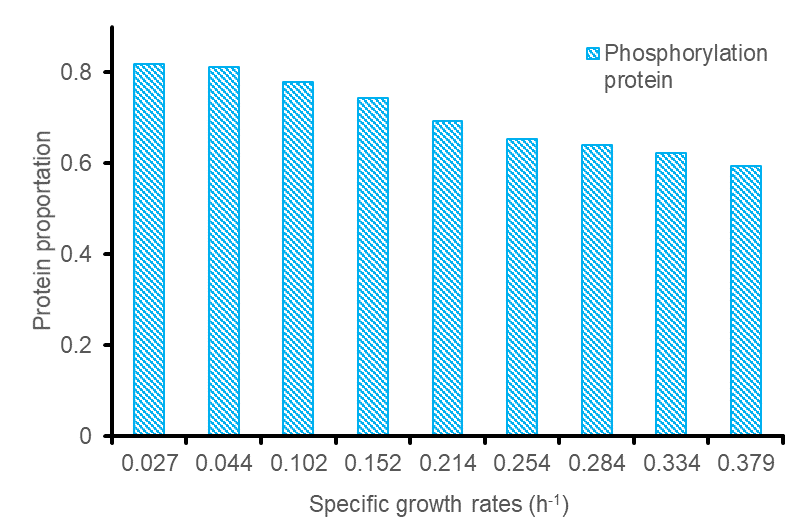 Phosphorylation
protein
Protein proportation
0.8
0.6
0.4
0.2
0
0.027 0.044 0.102 0.152 0.214 0.254 0.284 0.334 0.379
Specific growth rates (h⁻¹)